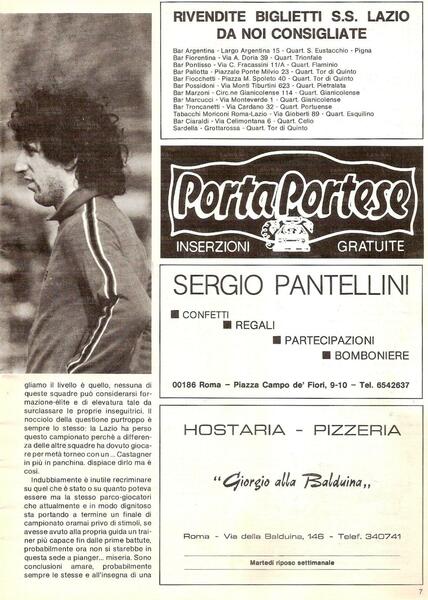 RIVENDITE BIGLIETTI S.S. LAZIO
DA NOI CONSIGLIATE
Bar Argentina - Largo Argentina 15 - Quart. S. Eustacchio - Pigna
Bar Fiorentina - Via A. Doria 39 - Quart. Trionfale
Bar Pontisso - Via C. Fracassini 11/A - Quart. Flaminio
Bar Pallotta - Piazzale Ponte Milvio 23 - Quart. Tor di Quinto
Bar Fiocchetti - Piazza M. Spoleto 40 - Quart. Tor di Quinto
Bar Possidoni - Via Monti Tiburtini 623 - Quart. Pietralata
Bar Marzoni - Circ.ne Gianicolense 114 - Quart. Gianicolense
Bar Marcucci - Via Monteverde 1 - Quart. Gianicolense
Bar Troncanetti - Via Cardano 32 - Quart. Portuense
Tabacchi Moriconi Roma-Lazio - Via Gioberti 89 - Quart. Esquilino
Bar Ciaraldi - Via Celimontana 6 - Quart. Celio
Sardella - Grottarossa - Quart. Tor di Quinto
PortaPortese
INSERZIONI GRATUITE
SERGIO PANTELLINI
■ CONFETTI
■ REGALI
■ PARTECIPAZIONI
■ BOMBONIERE
00186 Roma - Piazza Campo de' Fiori, 9-10 - Tel. 6542637
HOSTARIA - PIZZERIA
"Giorgio alla Balduina"
Roma - Via della Balduina, 146 - Telef. 340741
Martedì riposo settimanale
gliamo il livello è quello, nessuna di
queste squadre può considerarsi for-
mazione-élite e di elevatura tale da
surclassare le proprie inseguitrici. Il
nocciolo della questione purtroppo è
sempre lo stesso: la Lazio ha perso
questo campionato perchè a differen-
za delle altre squadre ha dovuto gioca-
re per metà torneo con un... Castagner
in più in panchina. dispiace dirlo ma è
così.
Indubbiamente è inutile recriminare
su quel che è stato o su quanto poteva
essere ma la stesso parco-giocatori
che attualmente e in modo dignitoso
sta portando a termine un finale di
campionato oramai privo di stimoli, se
avesse avuto alla propria guida un trai-
ner più capace fin dalle prime battute,
probabilmente ora non si starebbe in
questa sede a piangier... miseria. Sono
conclusioni amare, probabilmente
sempre le stesse e all'insegna di una
7